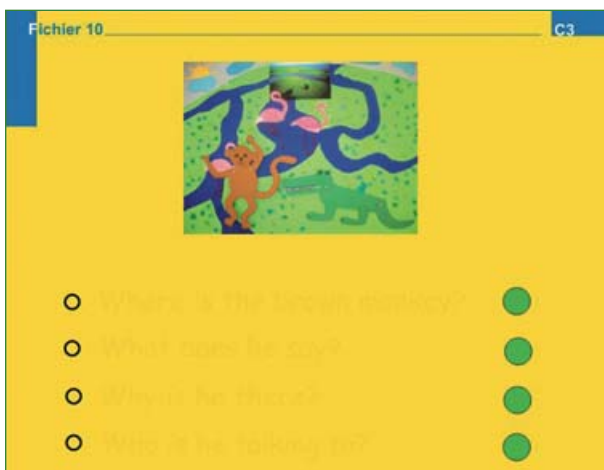 Fichier 10 C3
Where is the brown monkey?
What does he say?
Why is he there?
Who is he talking to?